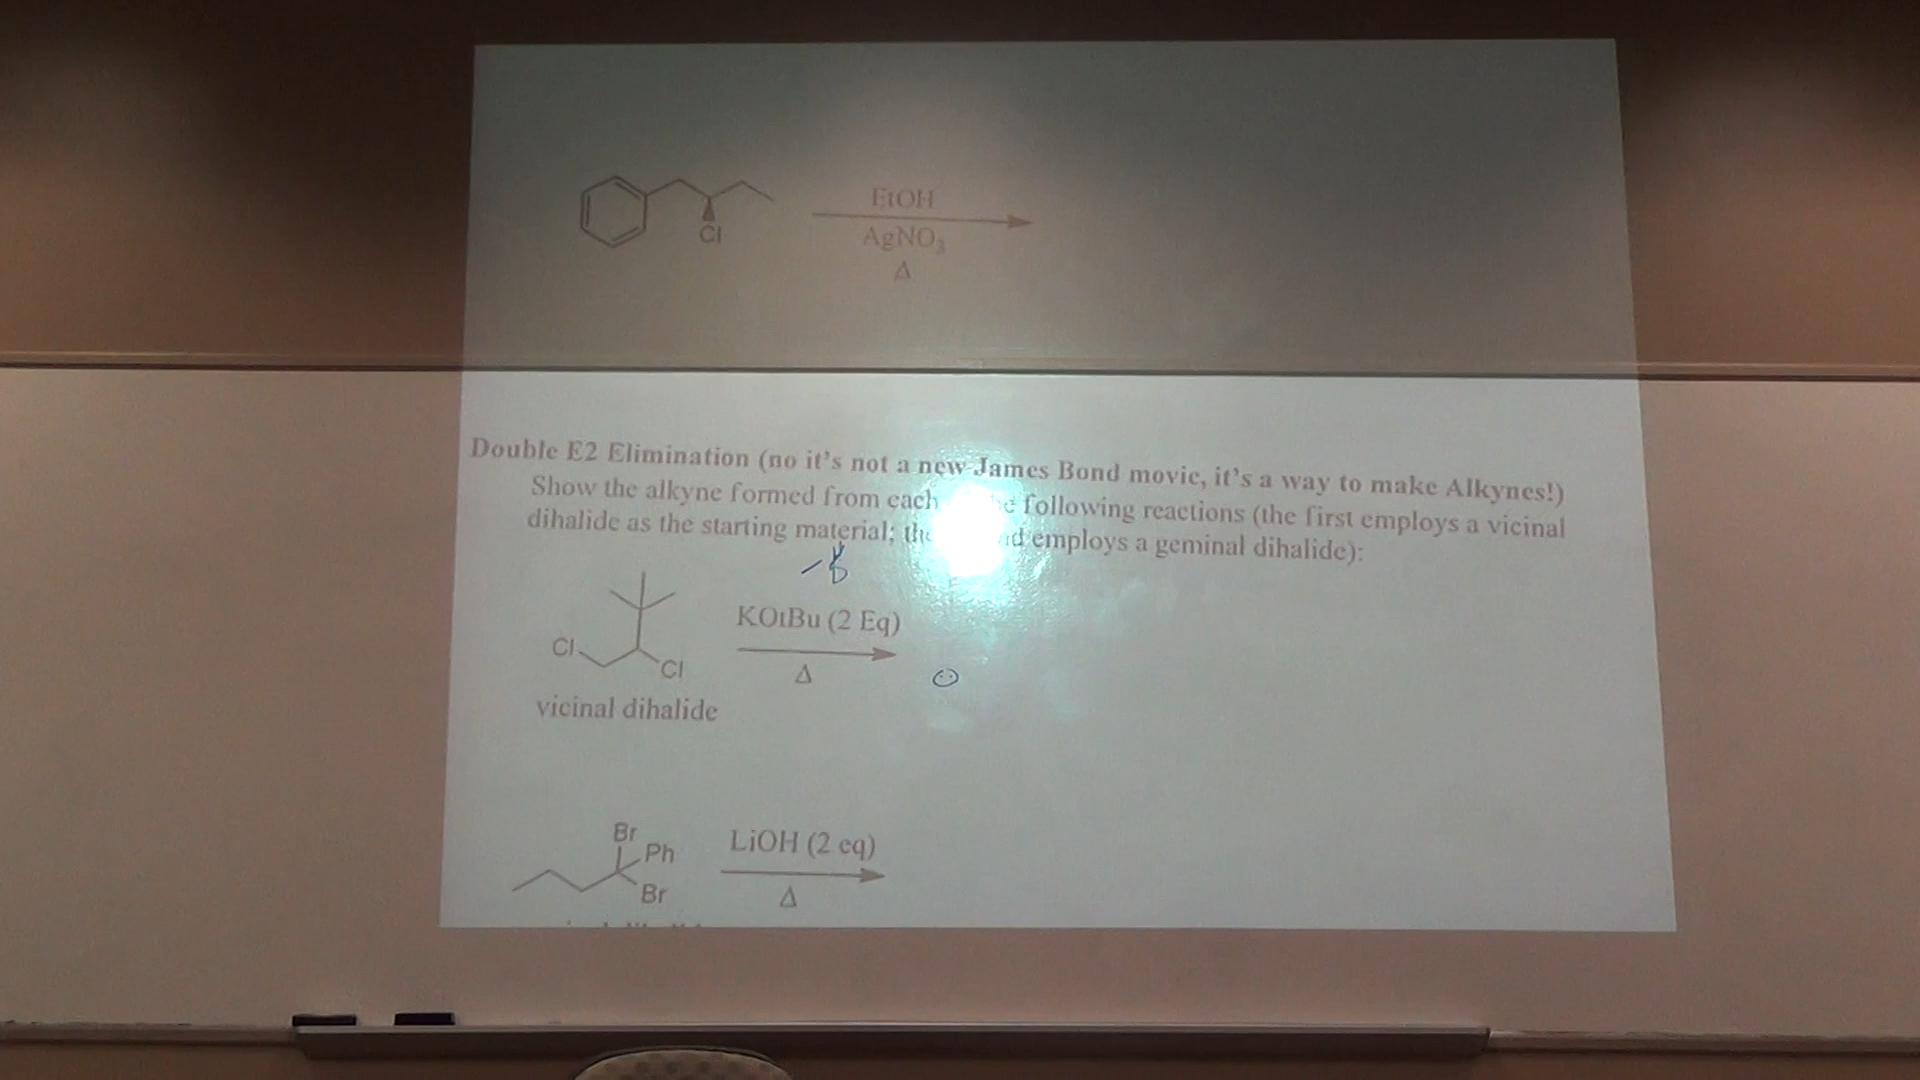 EtOH
Cl
AgNO₃
Δ
Double E2 Elimination (no it's not a new James Bond movie, it's a way to make Alkynes!)
Show the alkyne formed from each following reactions (the first employs a vicinal
dihalide as the starting material; employs a geminal dihalide):
KOtBu (2 Eq)
Cl
Cl
Δ
vicinal dihalide
Br
Ph
LiOH (2 eq)
Br
Δ